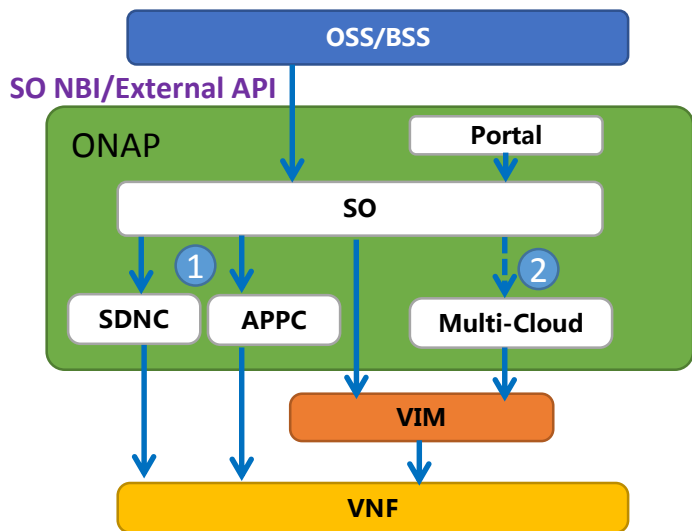 OSS/BSS
SO NBI/External API
ONAP
Portal
SO
1
2
SDNC
APPC
Multi-Cloud
VIM
VNF